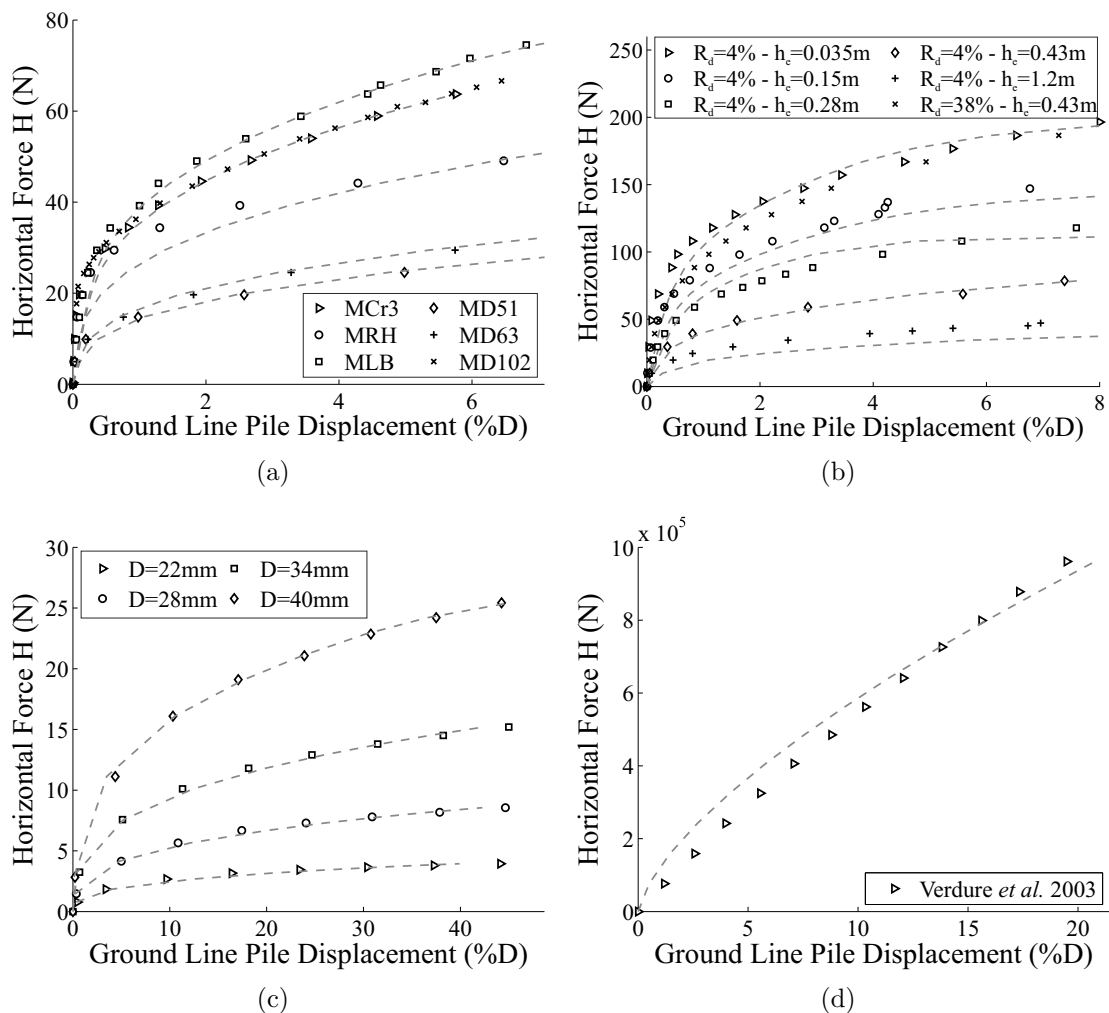 80
60
40
20
0
0 2 4 6
Horizontal Force H (N)
Ground Line Pile Displacement (%D)
MCr3 MD51
MRH MD63
MLB MD102
(a)
R_d=4% - h_e=0.035m R_d=4% - h_e=0.43m
R_d=4% - h_e=0.15m R_d=4% - h_e=1.2m
R_d=4% - h_e=0.28m R_d=38% - h_e=0.43m
250
200
150
100
50
0
0 2 4 6 8
Horizontal Force H (N)
Ground Line Pile Displacement (%D)
(b)
D=22mm D=34mm
D=28mm D=40mm
30
25
20
15
10
5
0
0 10 20 30 40
Horizontal Force H (N)
Ground Line Pile Displacement (%D)
(c)
x 10^5
10
8
6
4
2
0
0 5 10 15 20
Horizontal Force H (N)
Ground Line Pile Displacement (%D)
Verdure et al. 2003
(d)